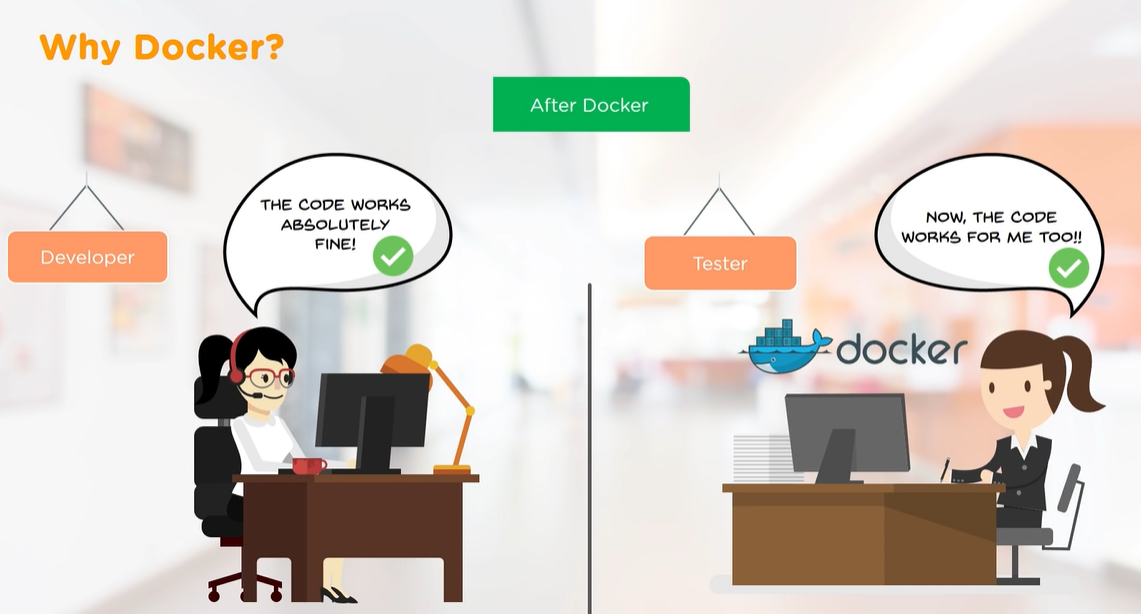 Why Docker?
After Docker
Developer
THE CODE WORKS
ABSOLUTELY
FINE!
Tester
NOW, THE CODE
WORKS FOR ME TOO!!
docker